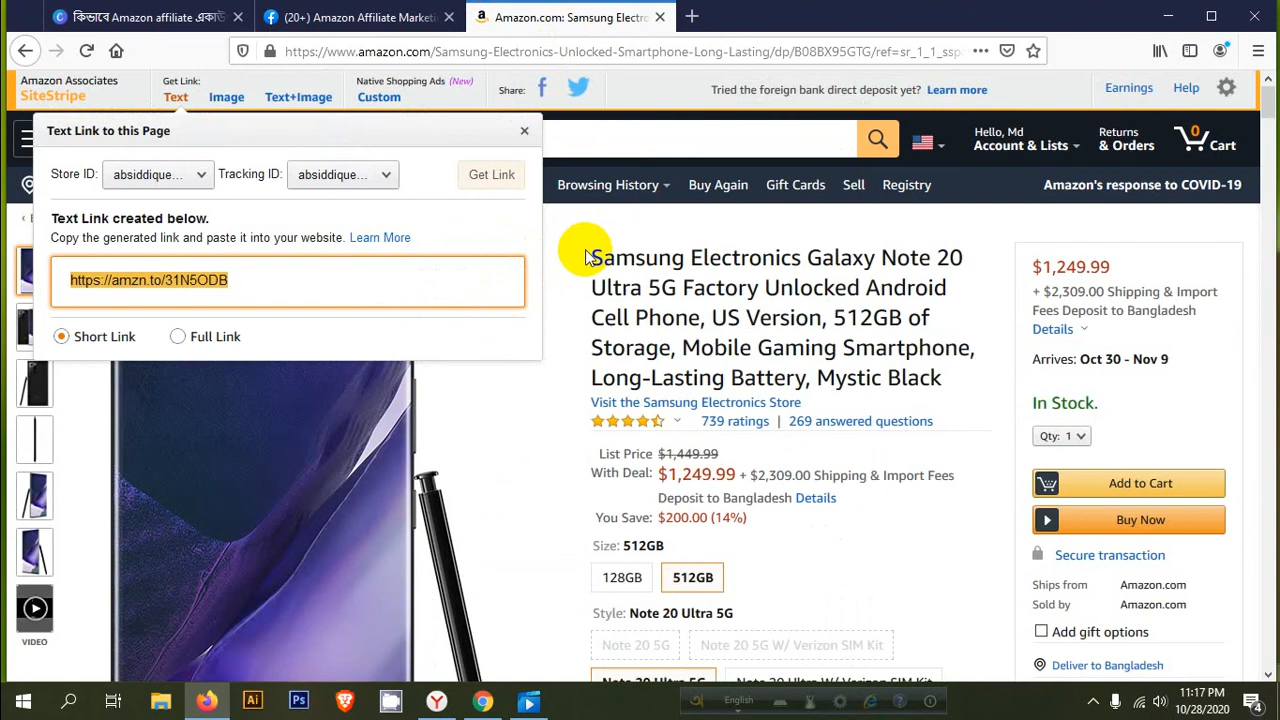 কিভাবে Amazon affiliate একাউ
(20+) Amazon Affiliate Marketi
Amazon.com: Samsung Electro
https://www.amazon.com/Samsung-Electronics-Unlocked-Smartphone-Long-Lasting/dp/B08BX95GTG/ref=sr_1_1_ssp
Amazon Associates
SiteStripe
Get Link:
Text
Image
Text+Image
Native Shopping Ads (New)
Custom
Share:
Tried the foreign bank direct deposit yet? Learn more
Earnings
Help
Text Link to this Page
Store ID: absiddique... Tracking ID: absiddique... Get Link
Text Link created below.
Copy the generated link and paste it into your website. Learn More
https://amzn.to/31N5ODB
Short Link
Full Link
Hello, Md
Account & Lists
Returns
& Orders
0
Cart
Browsing History
Buy Again
Gift Cards
Sell
Registry
Amazon's response to COVID-19
Samsung Electronics Galaxy Note 20
Ultra 5G Factory Unlocked Android
Cell Phone, US Version, 512GB of
Storage, Mobile Gaming Smartphone,
Long-Lasting Battery, Mystic Black
Visit the Samsung Electronics Store
739 ratings | 269 answered questions
List Price $1,449.99
With Deal: $1,249.99 + $2,309.00 Shipping & Import Fees
Deposit to Bangladesh Details
You Save: $200.00 (14%)
Size: 512GB
128GB
512GB
Style: Note 20 Ultra 5G
Note 20 5G
Note 20 5G W/ Verizon SIM Kit
Note 20 Ultra 5G
Note 20 Ultra W/ Verizon SIM Kit
VIDEO
$1,249.99
+ $2,309.00 Shipping & Import
Fees Deposit to Bangladesh
Details
Arrives: Oct 30 - Nov 9
In Stock.
Qty: 1
Add to Cart
Buy Now
Secure transaction
Ships from Amazon.com
Sold by Amazon.com
Add gift options
Deliver to Bangladesh
Ai
Ps
English
11:17 PM
10/28/2020
4